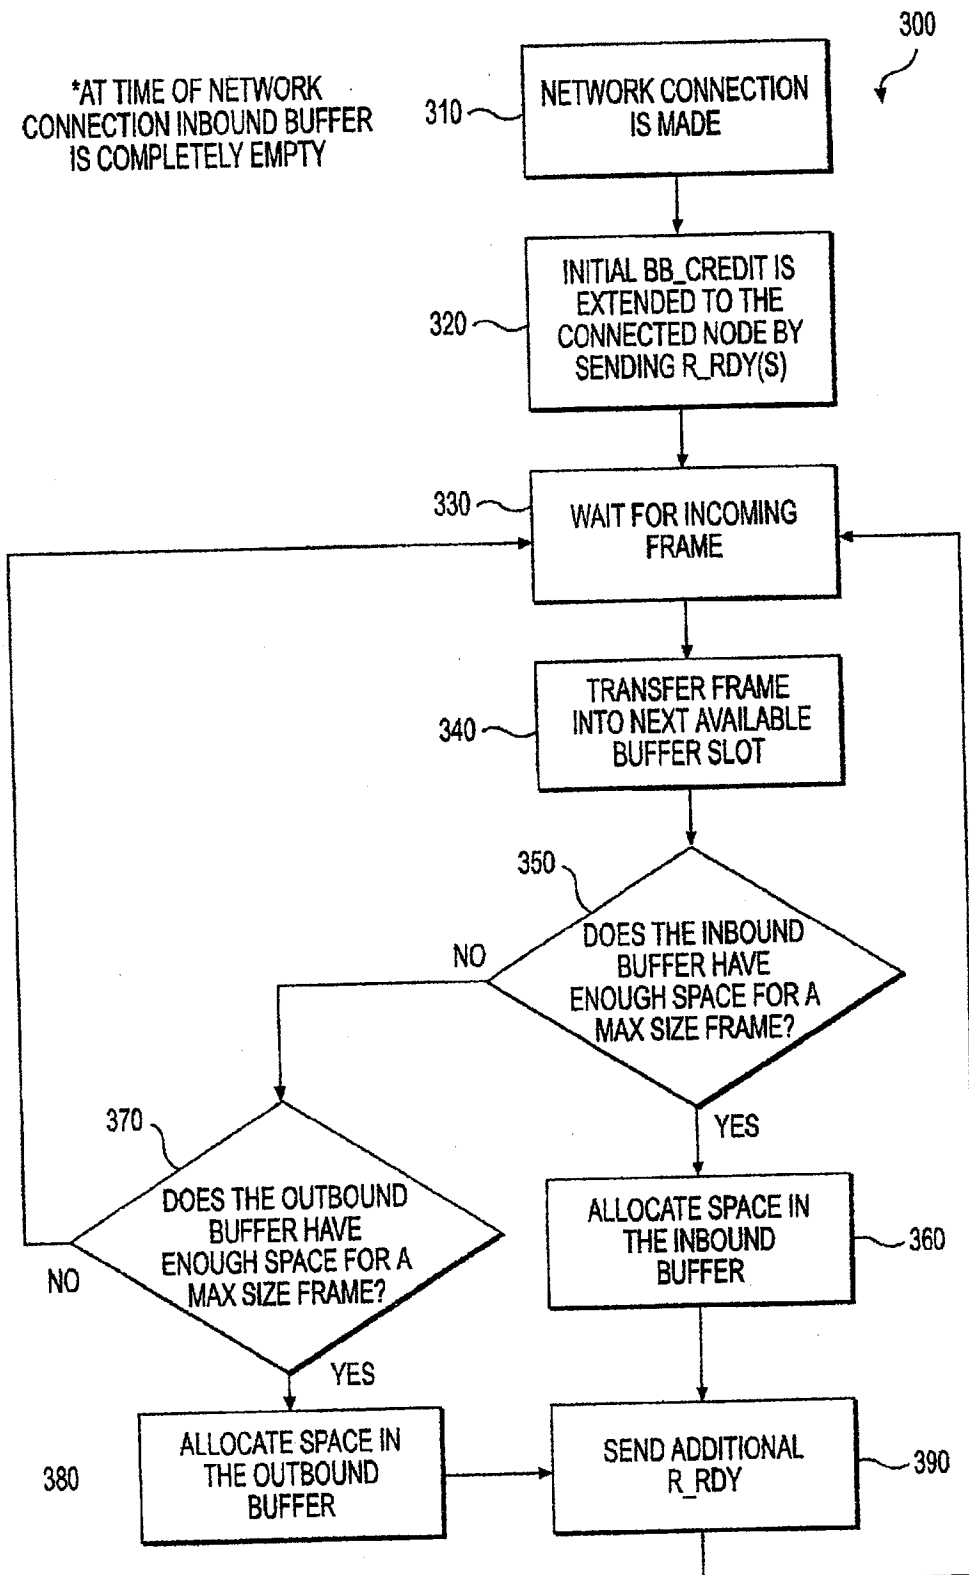 300
*AT TIME OF NETWORK
CONNECTION INBOUND BUFFER
IS COMPLETELY EMPTY
310
NETWORK CONNECTION
IS MADE
320
INITIAL BB_CREDIT IS
EXTENDED TO THE
CONNECTED NODE BY
SENDING R_RDY(S)
330
WAIT FOR INCOMING
FRAME
340
TRANSFER FRAME
INTO NEXT AVAILABLE
BUFFER SLOT
350
DOES THE INBOUND
BUFFER HAVE
ENOUGH SPACE FOR A
MAX SIZE FRAME?
NO
YES
370
DOES THE OUTBOUND
BUFFER HAVE
ENOUGH SPACE FOR A
MAX SIZE FRAME?
NO
YES
ALLOCATE SPACE IN
THE INBOUND
BUFFER
360
380
ALLOCATE SPACE IN
THE OUTBOUND
BUFFER
SEND ADDITIONAL
R_RDY
390